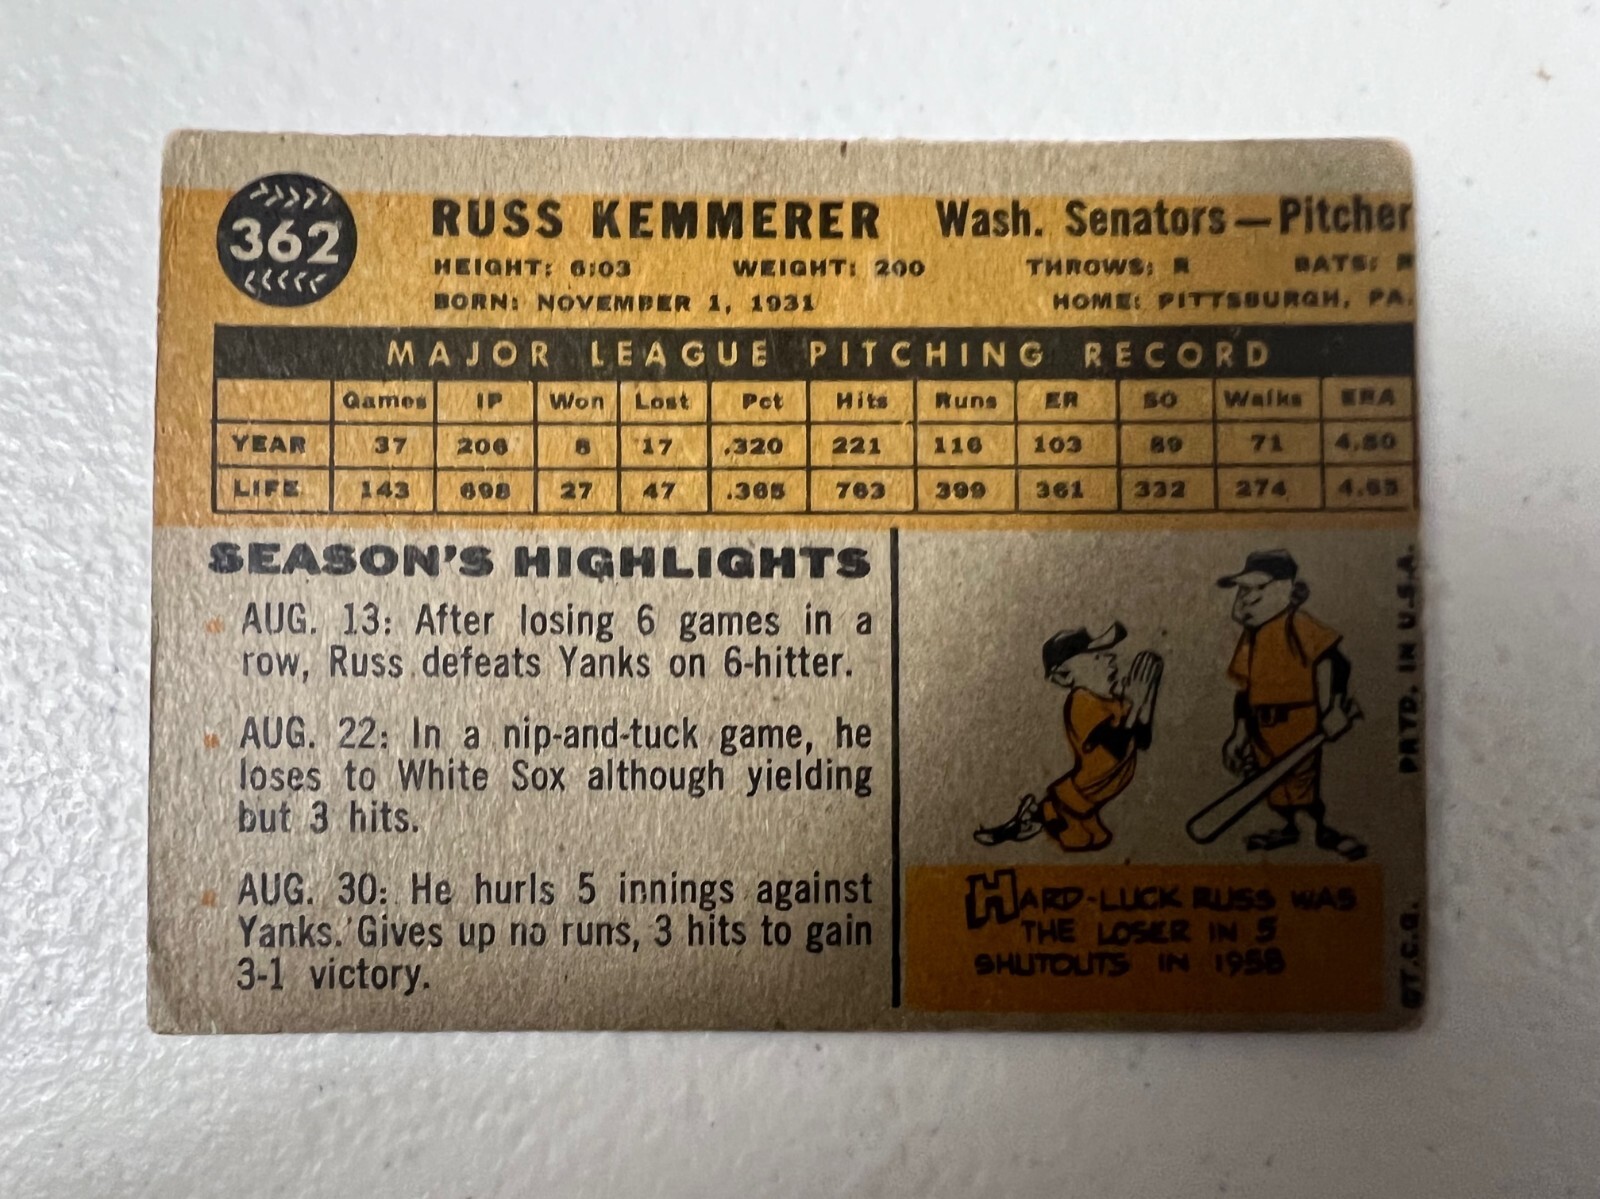 362
RUSS KEMMERER Wash. Senators—Pitcher
HEIGHT: 6:03 WEIGHT: 200 THROWS: R BATS: R
BORN: NOVEMBER 1, 1931 HOME: PITTSBURGH, PA.
MAJOR LEAGUE PITCHING RECORD
Games IP Won Lost Pct Hits Runs ER SO Walks ERA
YEAR 37 206 8 17 .320 221 116 103 89 71 4.50
LIFE 143 698 27 47 .365 763 399 361 332 274 4.65
SEASON'S HIGHLIGHTS
AUG. 13: After losing 6 games in a
row, Russ defeats Yanks on 6-hitter.
AUG. 22: In a nip-and-tuck game, he
loses to White Sox although yielding
but 3 hits.
AUG. 30: He hurls 5 innings against
Yanks. Gives up no runs, 3 hits to gain
3-1 victory.
HARD-LUCK RUSS WAS
THE LOSER IN 5
SHUTOUTS IN 1958
©T.C.G. PRTD. IN U.S.A.